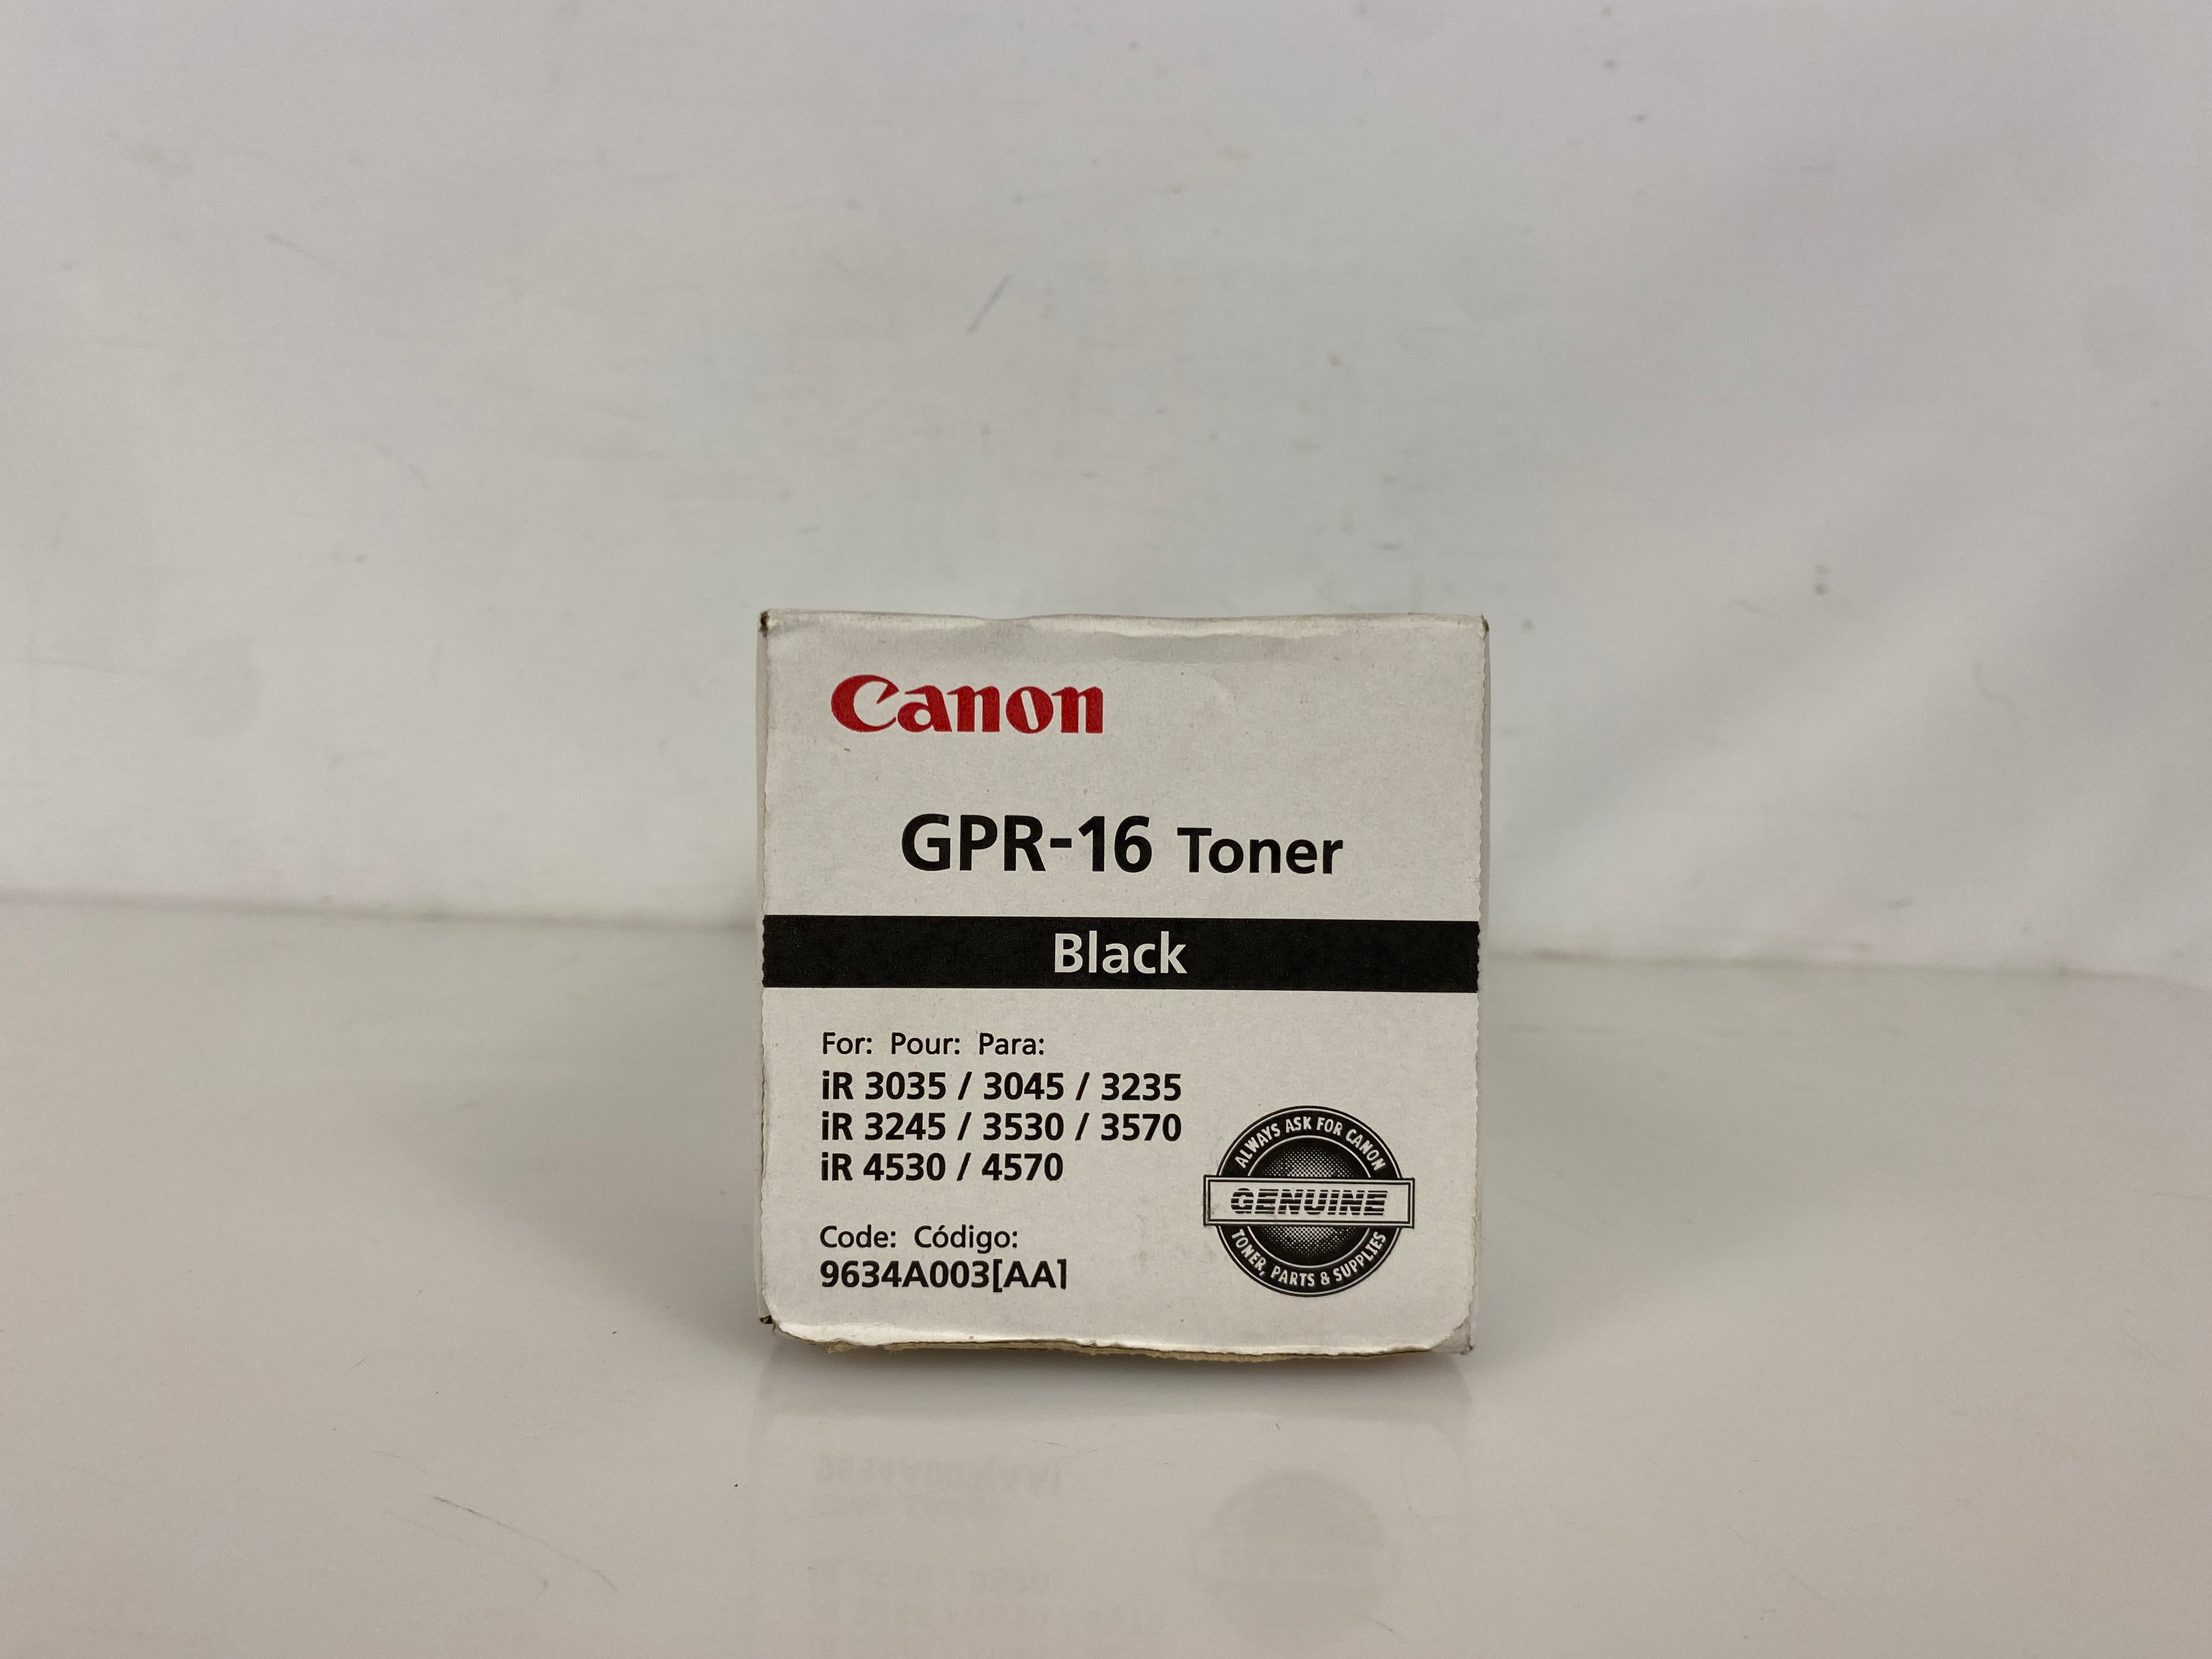 Canon
GPR-16 Toner
Black
For: Pour: Para:
iR 3035 / 3045 / 3235
iR 3245 / 3530 / 3570
iR 4530 / 4570
Code: Código:
9634A003[AA]
ALWAYS ASK FOR CANON
GENUINE
TONER, PARTS & SUPPLIES